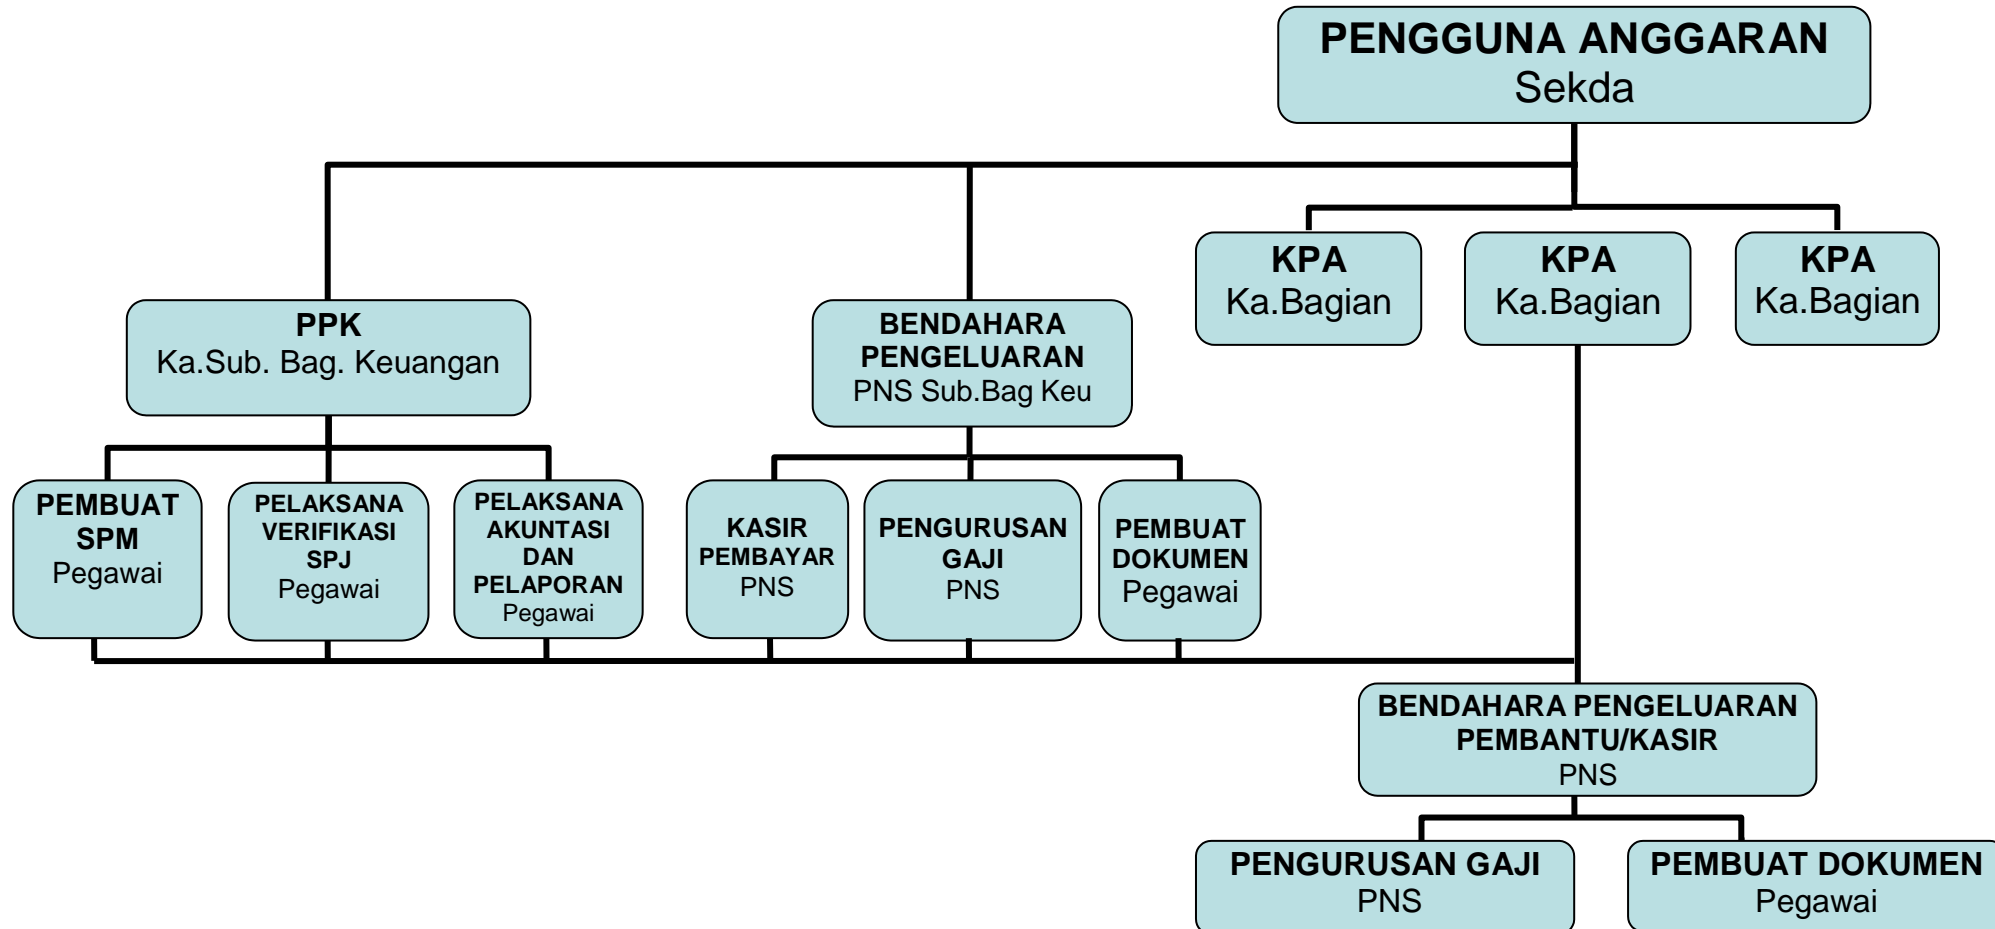 PENGGUNA ANGGARAN
Sekda
KPA
Ka.Bagian
KPA
Ka.Bagian
KPA
Ka.Bagian
PPK
Ka.Sub. Bag. Keuangan
BENDAHARA
PENGELUARAN
PNS Sub.Bag Keu
PEMBUAT
SPM
Pegawai
PELAKSANA
VERIFIKASI
SPJ
Pegawai
PELAKSANA
AKUNTASI
DAN
PELAPORAN
Pegawai
KASIR
PEMBAYAR
PNS
PENGURUSAN
GAJI
PNS
PEMBUAT
DOKUMEN
Pegawai
BENDAHARA PENGELUARAN
PEMBANTU/KASIR
PNS
PENGURUSAN GAJI
PNS
PEMBUAT DOKUMEN
Pegawai